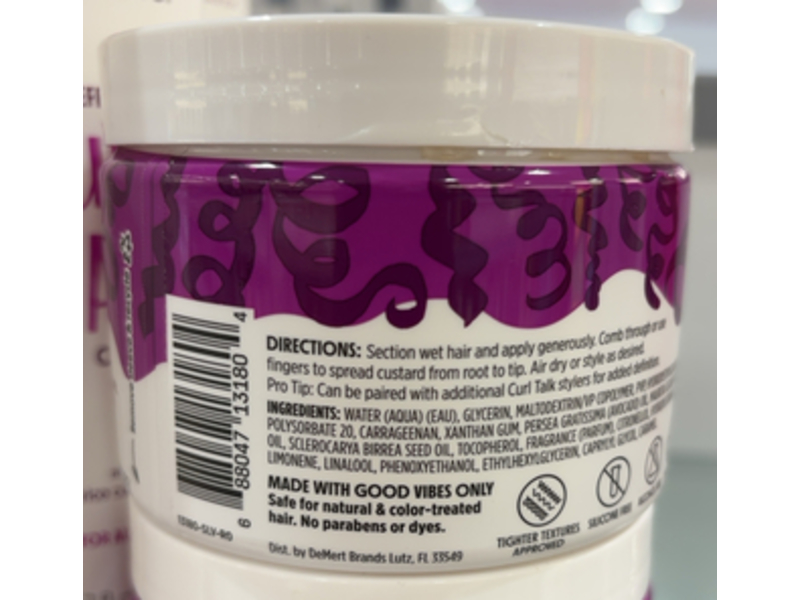 DIRECTIONS: Section wet hair and apply generously. Comb through or use
fingers to spread custard from root to tip. Air dry or style as desired.
Pro Tip: Can be paired with additional Curl Talk stylers for added definition.
INGREDIENTS: WATER (AQUA) (EAU), GLYCERIN, MALTODEXTRIN/VP COPOLYMER,
POLYSORBATE 20, CARRAGEENAN, XANTHAN GUM, PERSEA GRATISSIMA (AVOCADO)
OIL, SCLEROCARYA BIRREA SEED OIL, TOCOPHEROL, FRAGRANCE (PARFUM),
LIMONENE, LINALOOL, PHENOXYETHANOL, ETHYLHEXYLGLYCERIN, CAPRYLYL GLYCOL,
MADE WITH GOOD VIBES ONLY
Safe for natural & color-treated
hair. No parabens or dyes.
TIGHTER TEXTURES
APPROVED
SILICONE FREE
Dist. by DeMert Brands Lutz, FL 33549
6 88047 13180 4
13180-SLV-R0